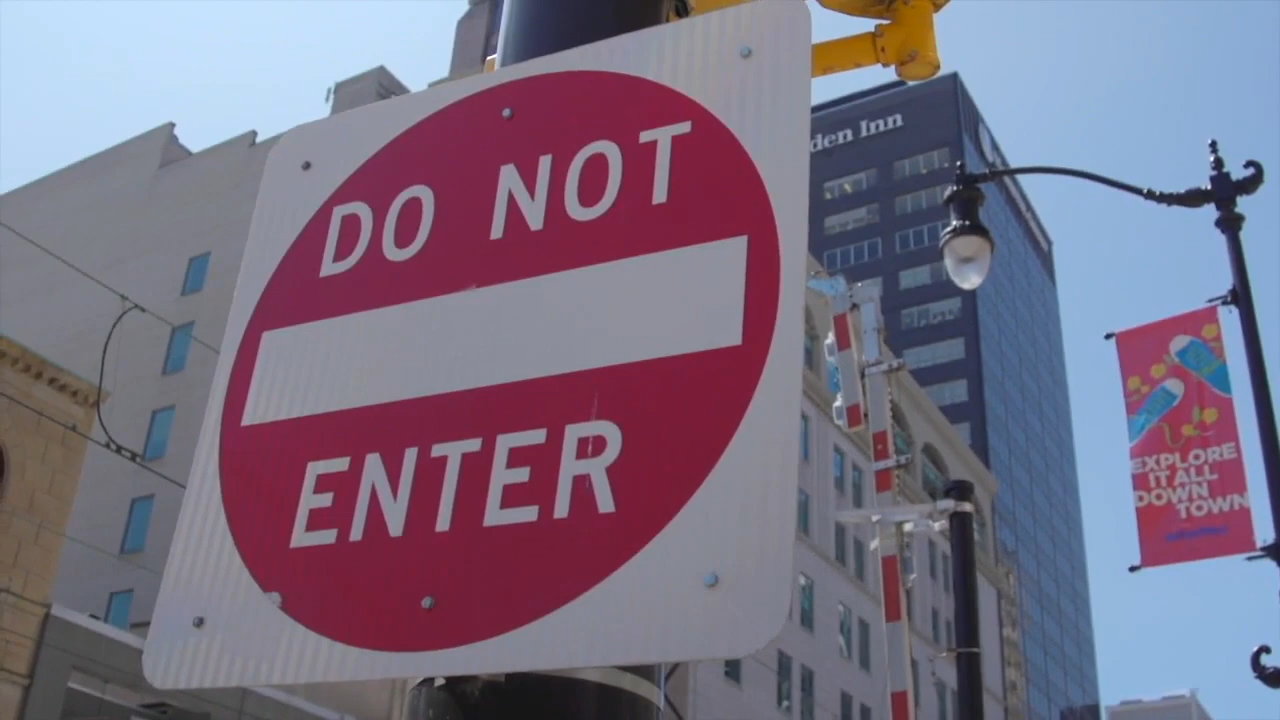 DO NOT
ENTER
den Inn
EXPLORE
IT ALL
DOWN
TOWN